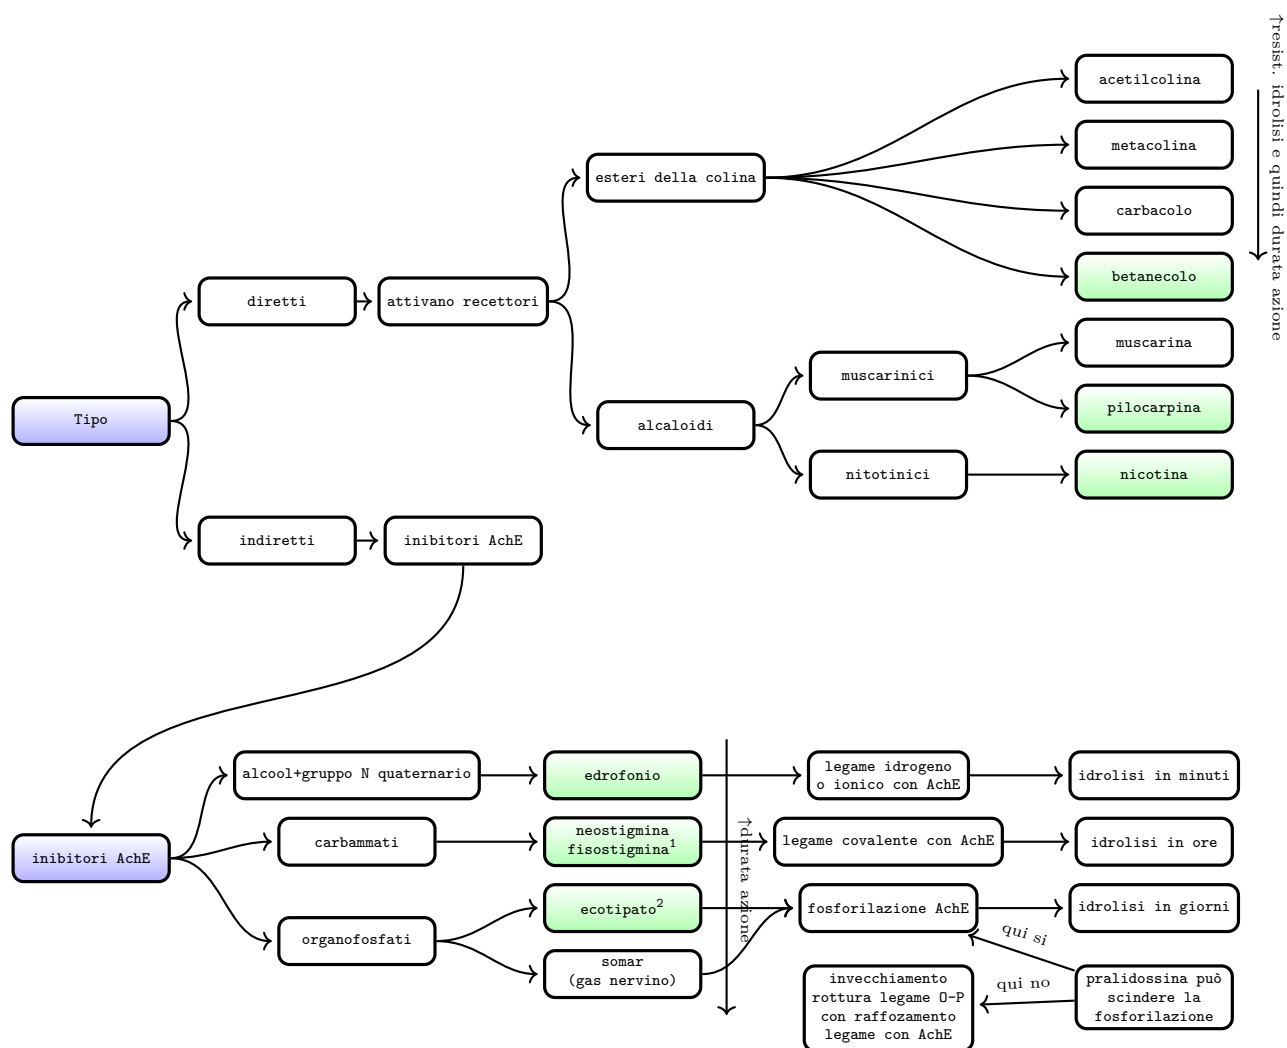 ↑resist. idrolisi e quindi durata azione
acetilcolina
metacolina
esteri della colina
carbacolo
betanecolo
diretti
attivano recettori
muscarina
muscarinici
pilocarpina
Tipo
alcaloidi
nitotinici
nicotina
indiretti
inibitori AchE
alcool+gruppo N quaternario
edrofonio
legame idrogeno
o ionico con AchE
idrolisi in minuti
inibitori AchE
carbammati
neostigmina
fisostigmina¹
↑durata azione
legame covalente con AchE
idrolisi in ore
ecotipato²
fosforilazione AchE
idrolisi in giorni
organofosfati
qui si
somar
(gas nervino)
invecchiamento
rottura legame O-P
con raffozamento
legame con AchE
qui no
pralidossina può
scindere la
fosforilazione